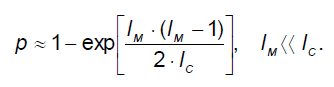 p ≈ 1 − exp[ l_M · (l_M − 1) / 2 · l_C ], l_M << l_C.